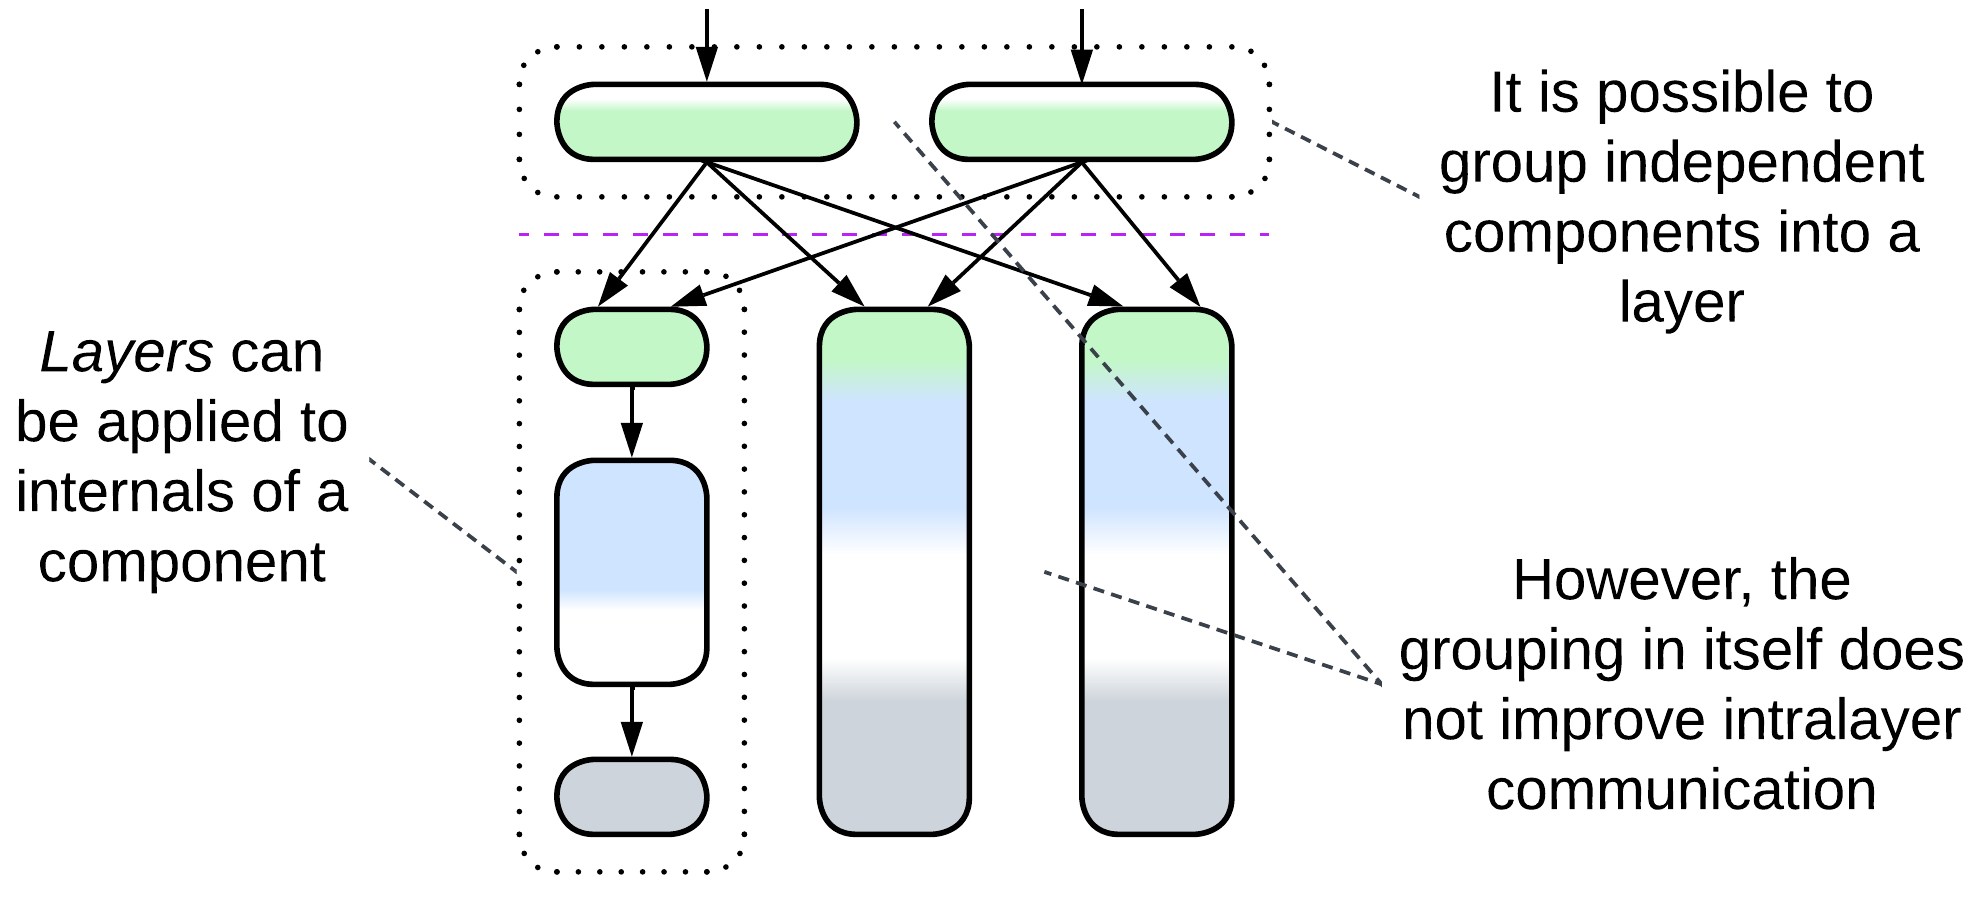 It is possible to
group independent
components into a
layer
Layers can
be applied to
internals of a
component
However, the
grouping in itself does
not improve intralayer
communication